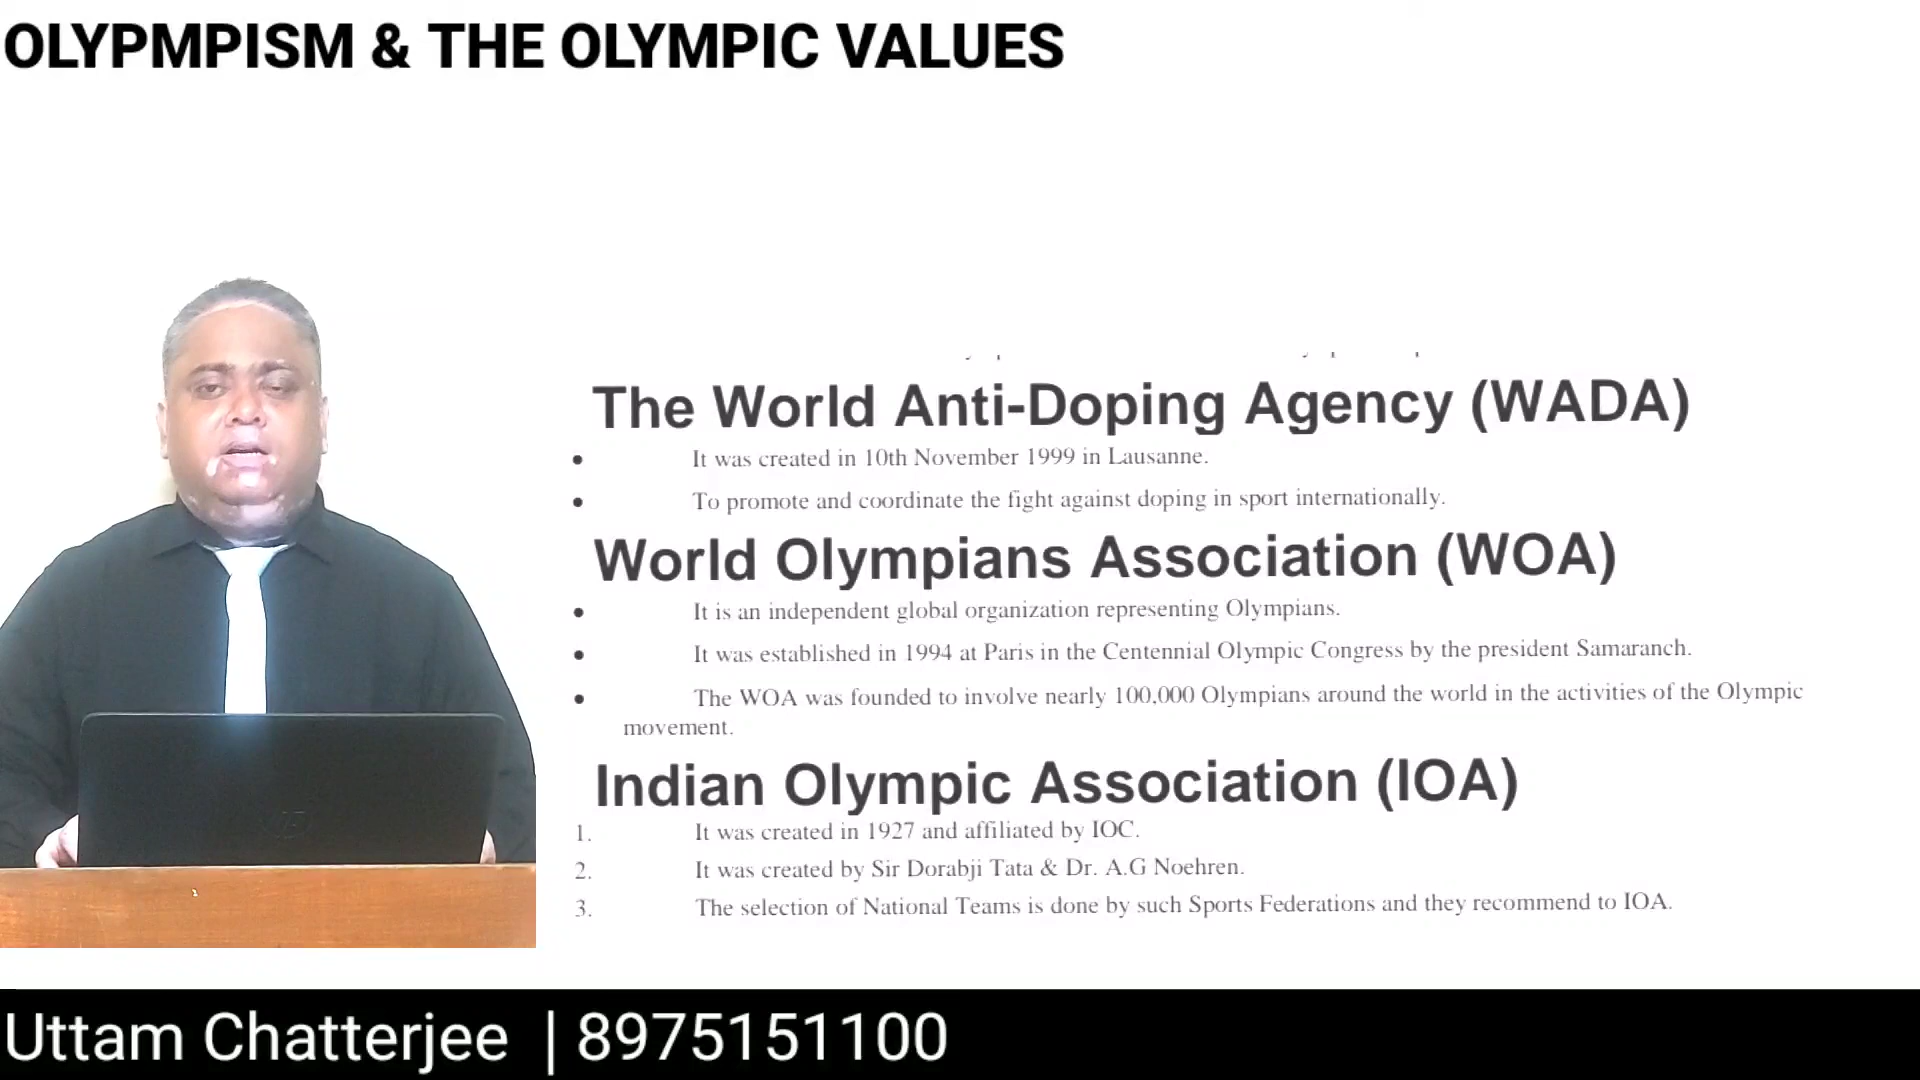 OLYPMPISM & THE OLYMPIC VALUES
The World Anti-Doping Agency (WADA)
• It was created in 10th November 1999 in Lausanne.
• To promote and coordinate the fight against doping in sport internationally.
World Olympians Association (WOA)
• It is an independent global organization representing Olympians.
• It was established in 1994 at Paris in the Centennial Olympic Congress by the president Samaranch.
• The WOA was founded to involve nearly 100,000 Olympians around the world in the activities of the Olympic
movement.
Indian Olympic Association (IOA)
1. It was created in 1927 and affiliated by IOC.
2. It was created by Sir Dorabji Tata & Dr. A.G Noehren.
3. The selection of National Teams is done by such Sports Federations and they recommend to IOA.
Uttam Chatterjee | 8975151100